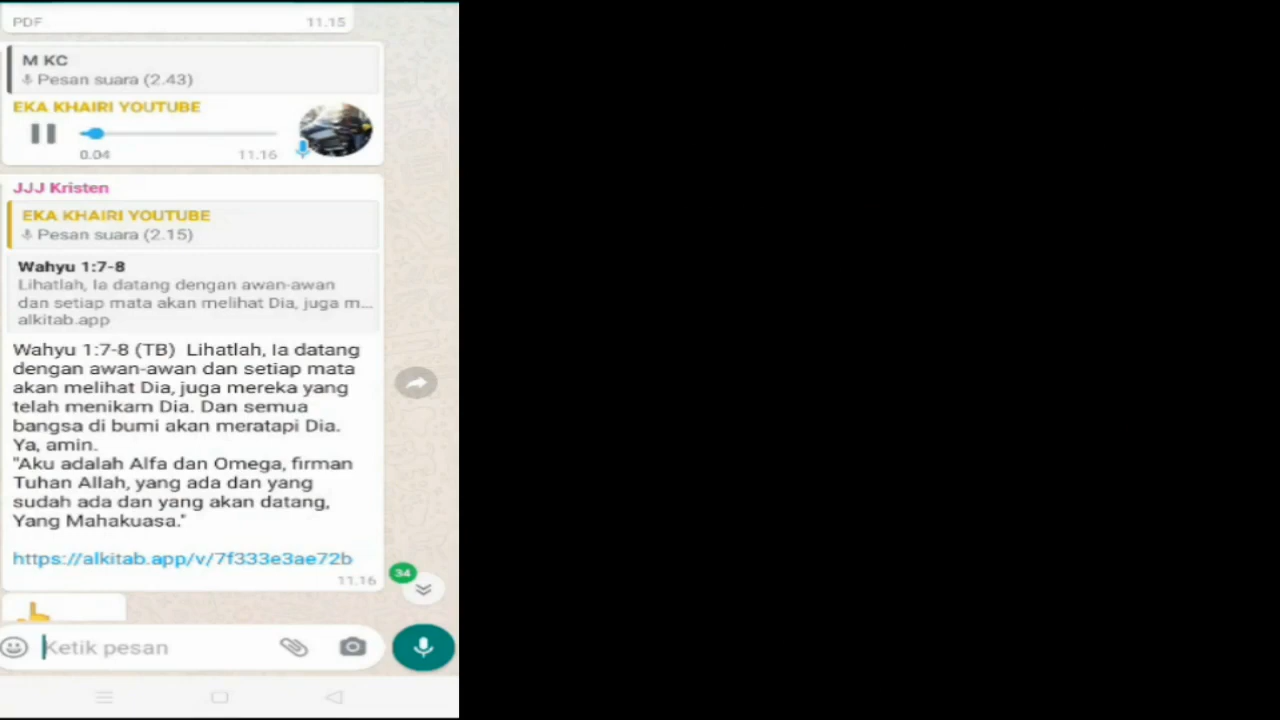 PDF 11.15
M KC
Pesan suara (2.43)
EKA KHAIRI YOUTUBE
0.04 11.16
JJJ Kristen
EKA KHAIRI YOUTUBE
Pesan suara (2.15)
Wahyu 1:7-8
Lihatlah, Ia datang dengan awan-awan
dan setiap mata akan melihat Dia, juga m...
alkitab.app
Wahyu 1:7-8 (TB) Lihatlah, Ia datang
dengan awan-awan dan setiap mata
akan melihat Dia, juga mereka yang
telah menikam Dia. Dan semua
bangsa di bumi akan meratapi Dia.
Ya, amin.
"Aku adalah Alfa dan Omega, firman
Tuhan Allah, yang ada dan yang
sudah ada dan yang akan datang,
Yang Mahakuasa."
https://alkitab.app/v/7f333e3ae72b
11.16
34
Ketik pesan